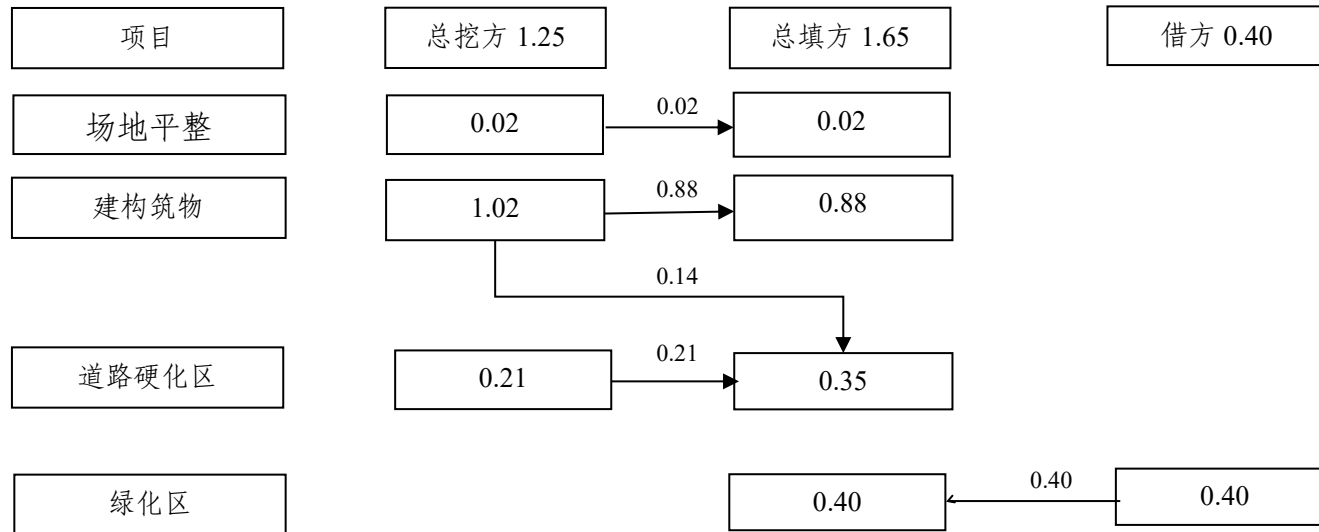 项目 总挖方 1.25 总填方 1.65 借方 0.40
场地平整 0.02 0.02 0.02
建构筑物 1.02 0.88 0.88
0.14
道路硬化区 0.21 0.21 0.35
绿化区 0.40 0.40 0.40